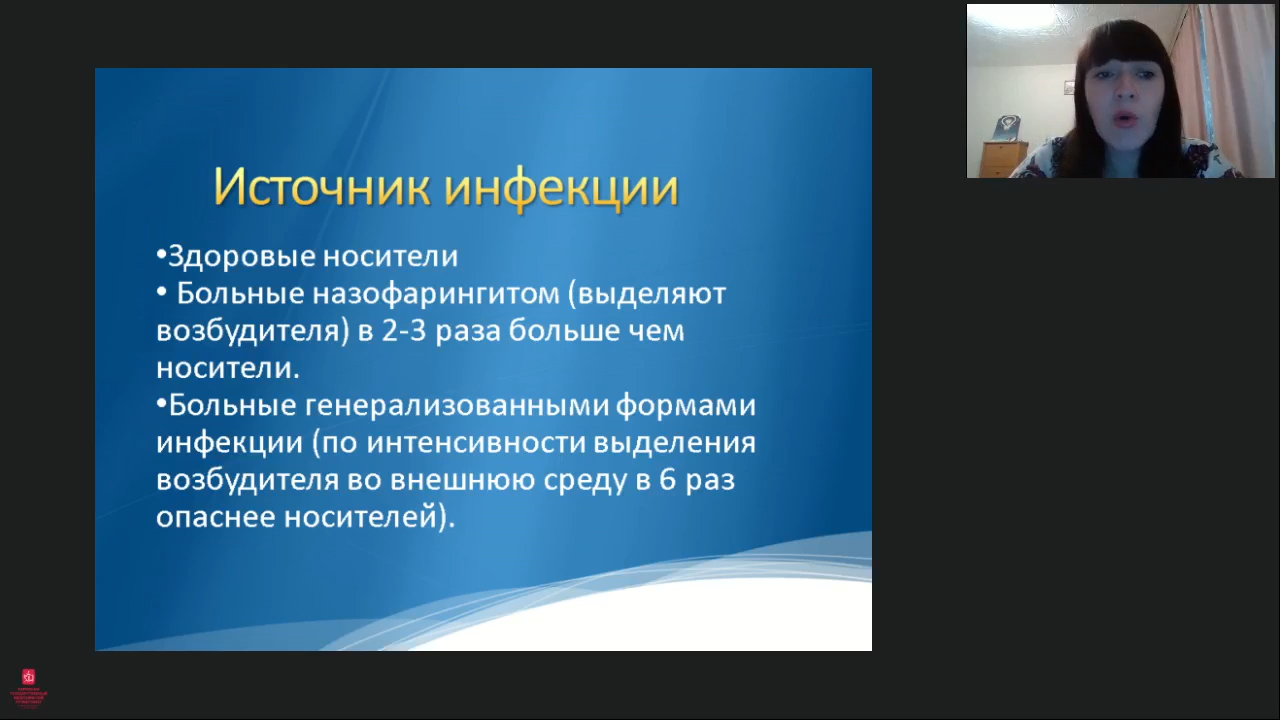 Источник инфекции
•Здоровые носители
• Больные назофарингитом (выделяют
возбудителя) в 2-3 раза больше чем
носители.
•Больные генерализованными формами
инфекции (по интенсивности выделения
возбудителя во внешнюю среду в 6 раз
опаснее носителей).